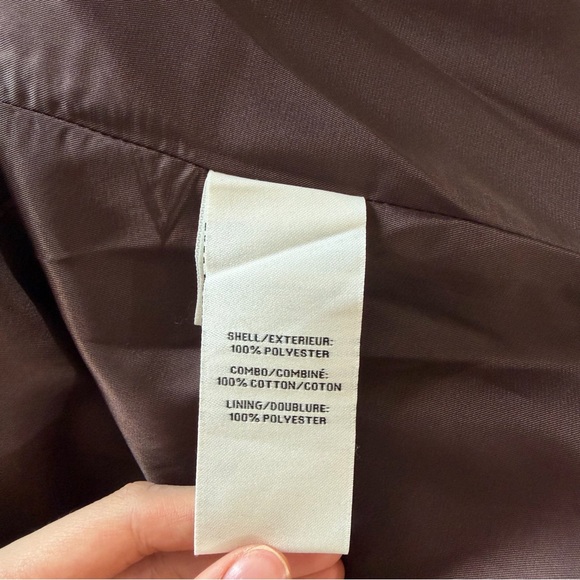 SHELL/EXTERIEUR:
100% POLYESTER
COMBO/COMBINÉ:
100% COTTON/COTON
LINING/DOUBLURE:
100% POLYESTER